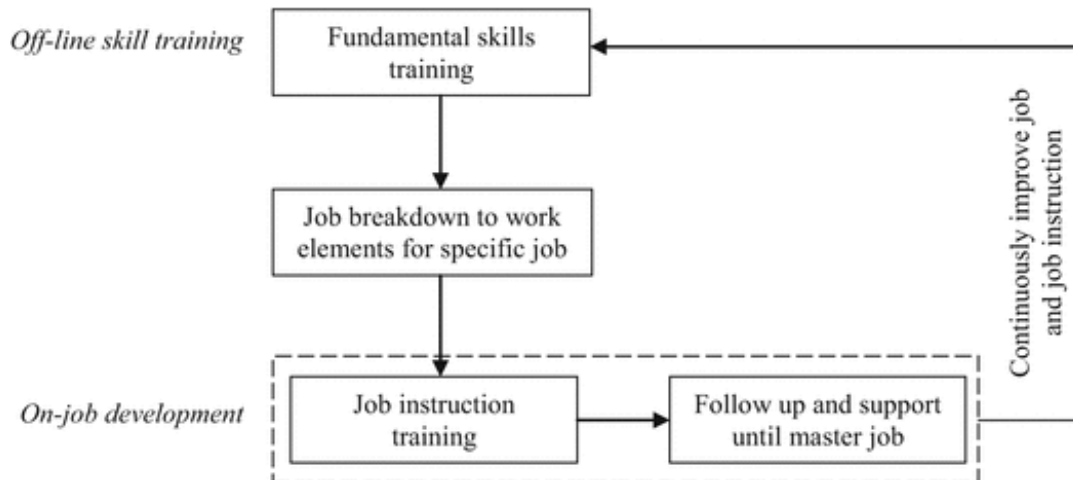 Off-line skill training
Fundamental skills
training
Job breakdown to work
elements for specific job
Continuously improve job
and job instruction
On-job development
Job instruction
training
Follow up and support
until master job